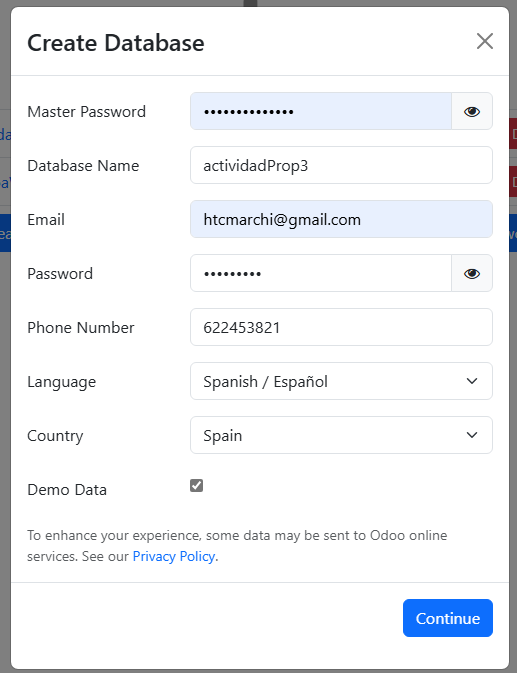 Create Database
Master Password ••••••••••••••
Database Name actividadProp3
Email htcmarchi@gmail.com
Password •••••••••
Phone Number 622453821
Language Spanish / Español
Country Spain
Demo Data
To enhance your experience, some data may be sent to Odoo online
services. See our Privacy Policy.
Continue